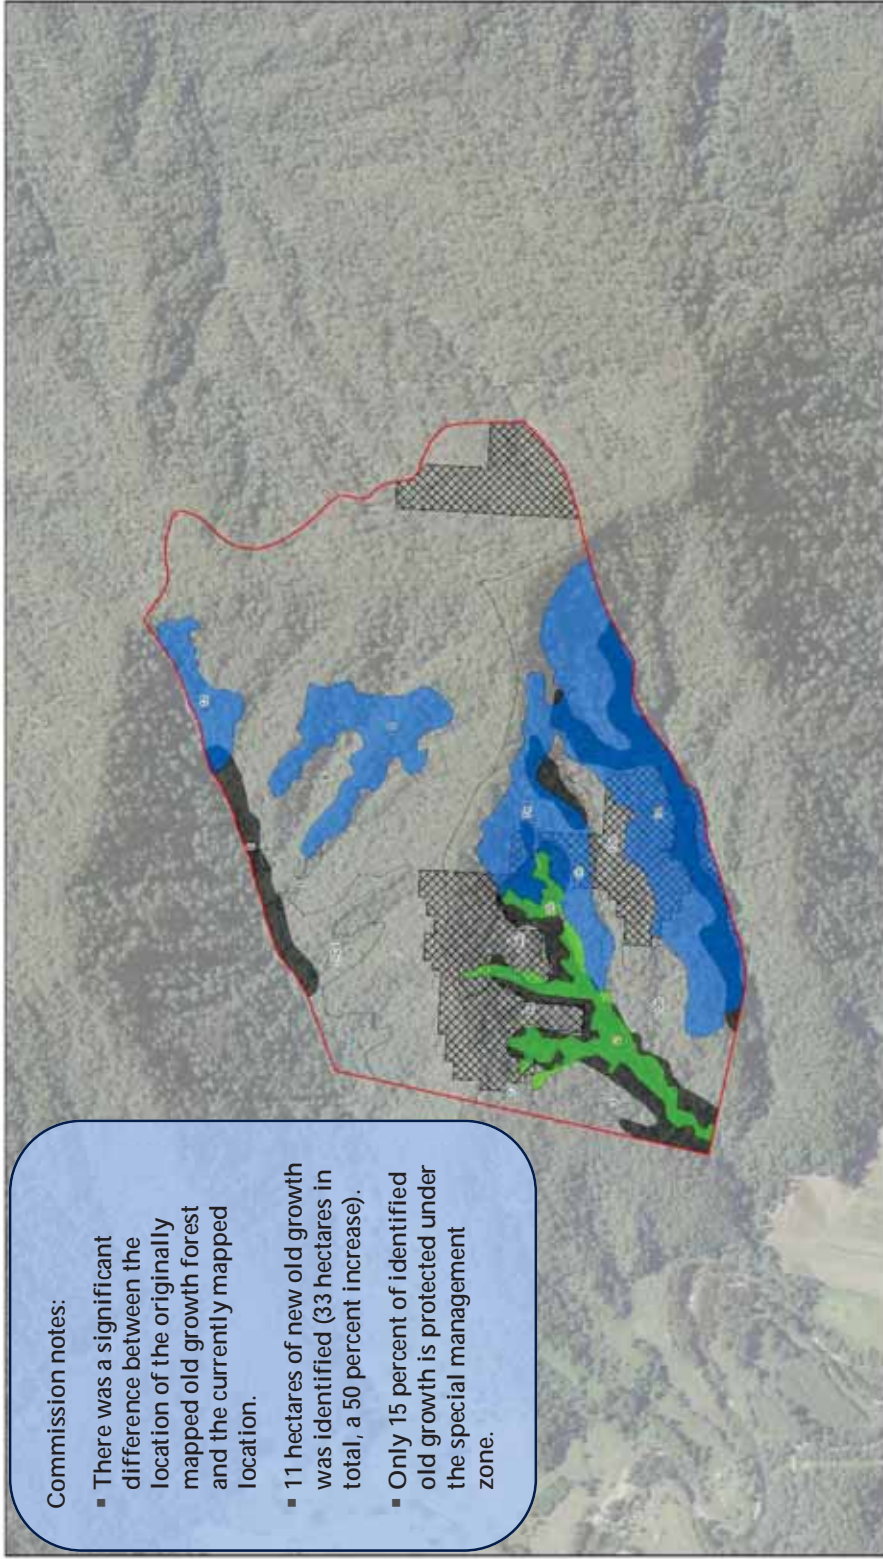 Commission notes:
▪ There was a significant
difference between the
location of the originally
mapped old growth forest
and the currently mapped
location.
▪ 11 hectares of new old growth
was identified (33 hectares in
total, a 50 percent increase).
▪ Only 15 percent of identified
old growth is protected under
the special management
zone.